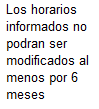 Los horarios
informados no
podran ser
modificados al
menos por 6
meses